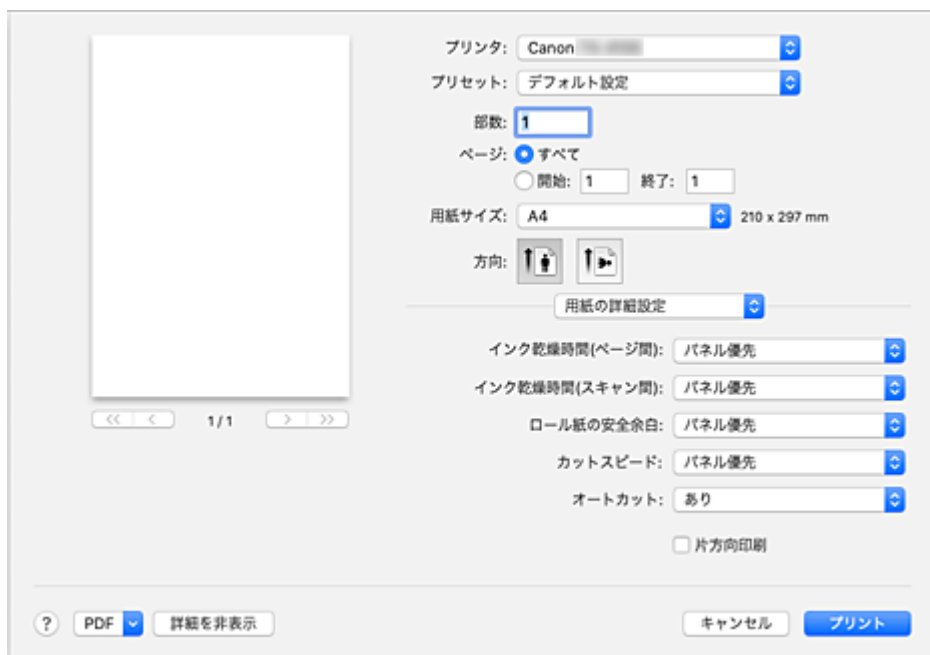 プリンタ: Canon
プリセット: デフォルト設定
部数: 1
ページ: すべて
開始: 1 終了: 1
用紙サイズ: A4 210 x 297 mm
方向:
用紙の詳細設定
インク乾燥時間(ページ間): パネル優先
インク乾燥時間(スキャン間): パネル優先
<< < 1 / 1 > >>
ロール紙の安全余白: パネル優先
カットスピード: パネル優先
オートカット: あり
片方向印刷
? PDF 詳細を非表示 キャンセル プリント